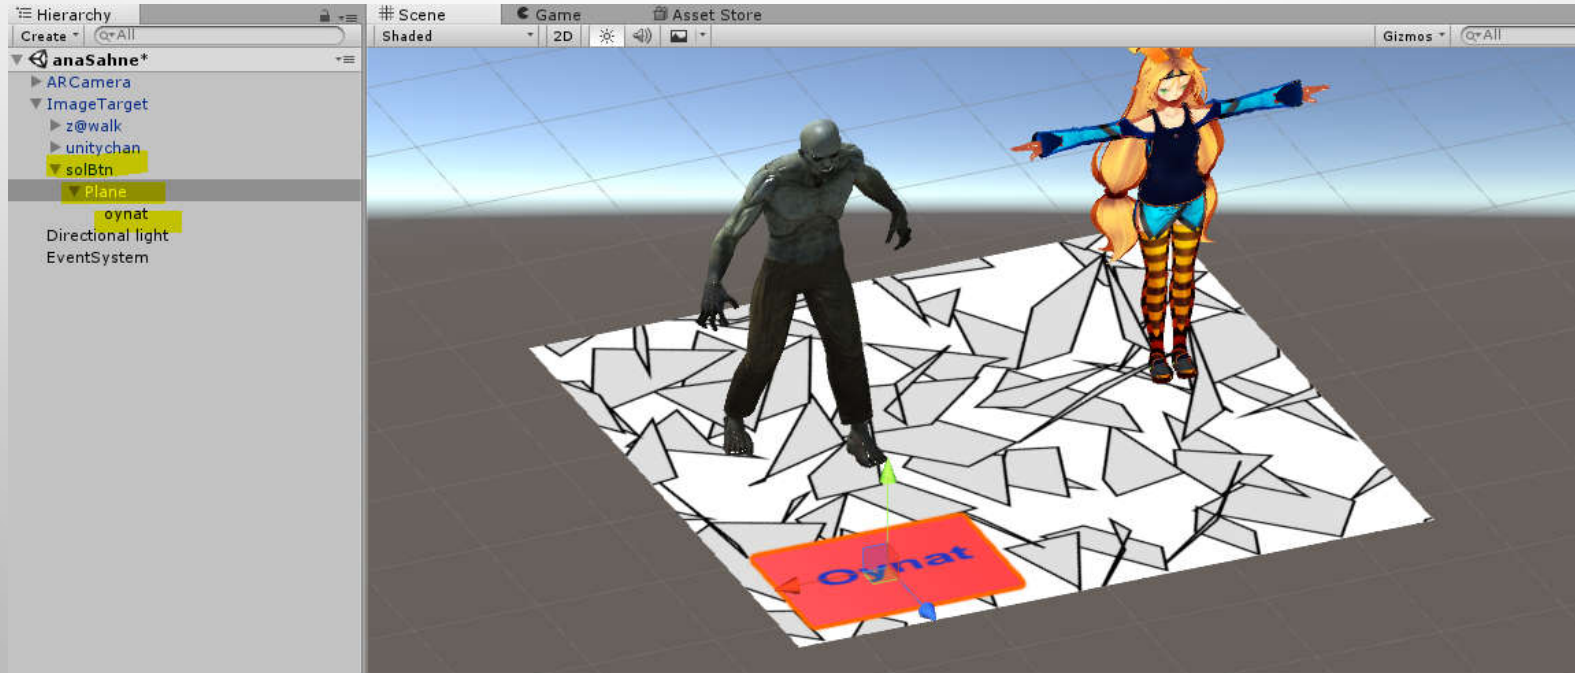 Hierarchy
Create
All
anaSahne*
ARCamera
ImageTarget
z@walk
unitychan
solBtn
Plane
oynat
Directional light
EventSystem
Scene
Game
Asset Store
Shaded
2D
Gizmos
All
Oynat